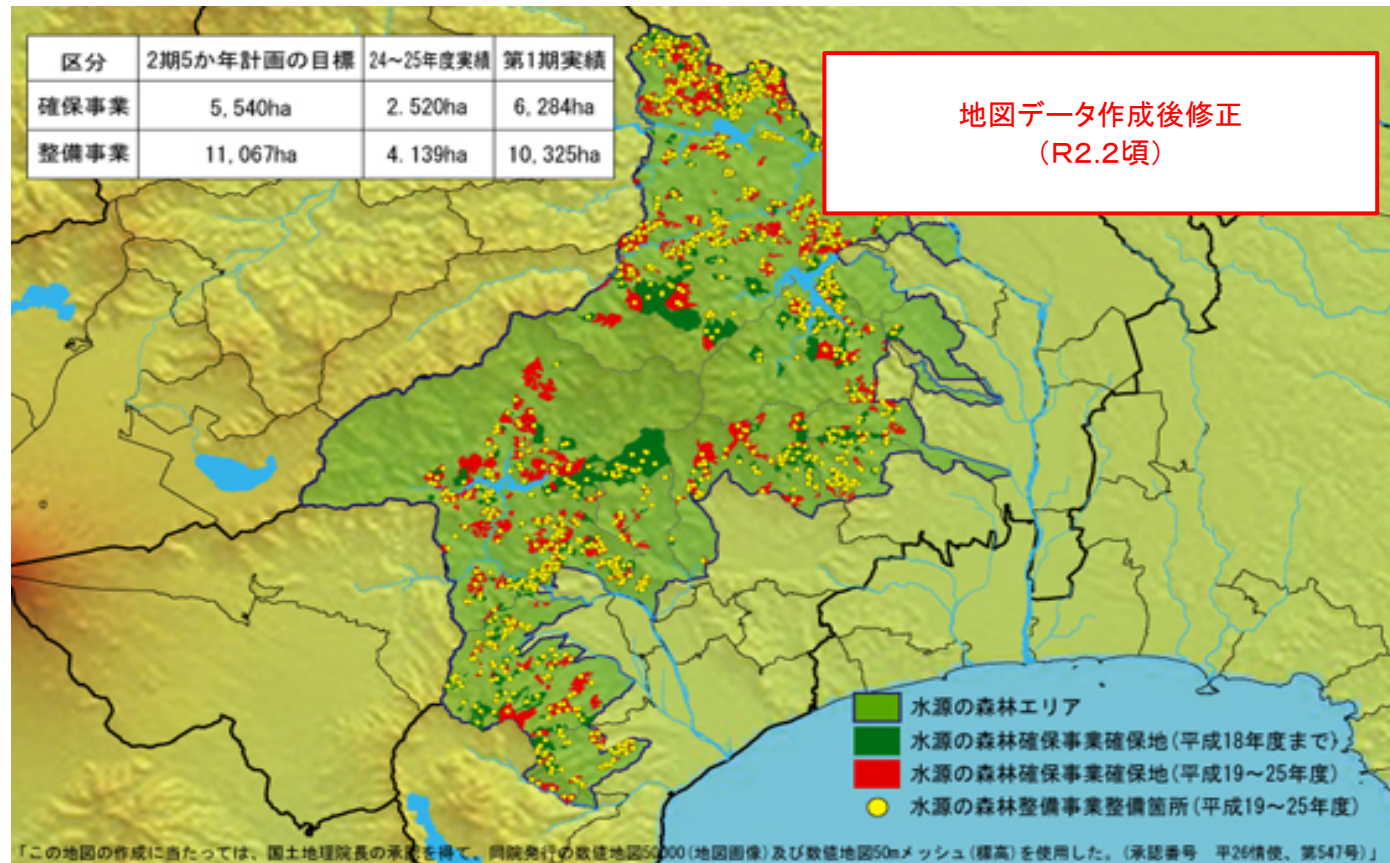 区分 2期5か年計画の目標 24～25年度実績 第1期実績
確保事業 5,540ha 2.520ha 6,284ha
整備事業 11,067ha 4.139ha 10,325ha
地図データ作成後修正
（R2.2頃）
水源の森林エリア
水源の森林確保事業確保地(平成18年度まで)
水源の森林確保事業確保地(平成19～25年度)
水源の森林整備事業整備箇所(平成19～25年度)
「この地図の作成に当たっては、国土地理院長の承認を得て、同院発行の数値地図50000(地図画像)及び数値地図50mメッシュ(標高)を使用した。(承認番号　平26情使、第547号)」